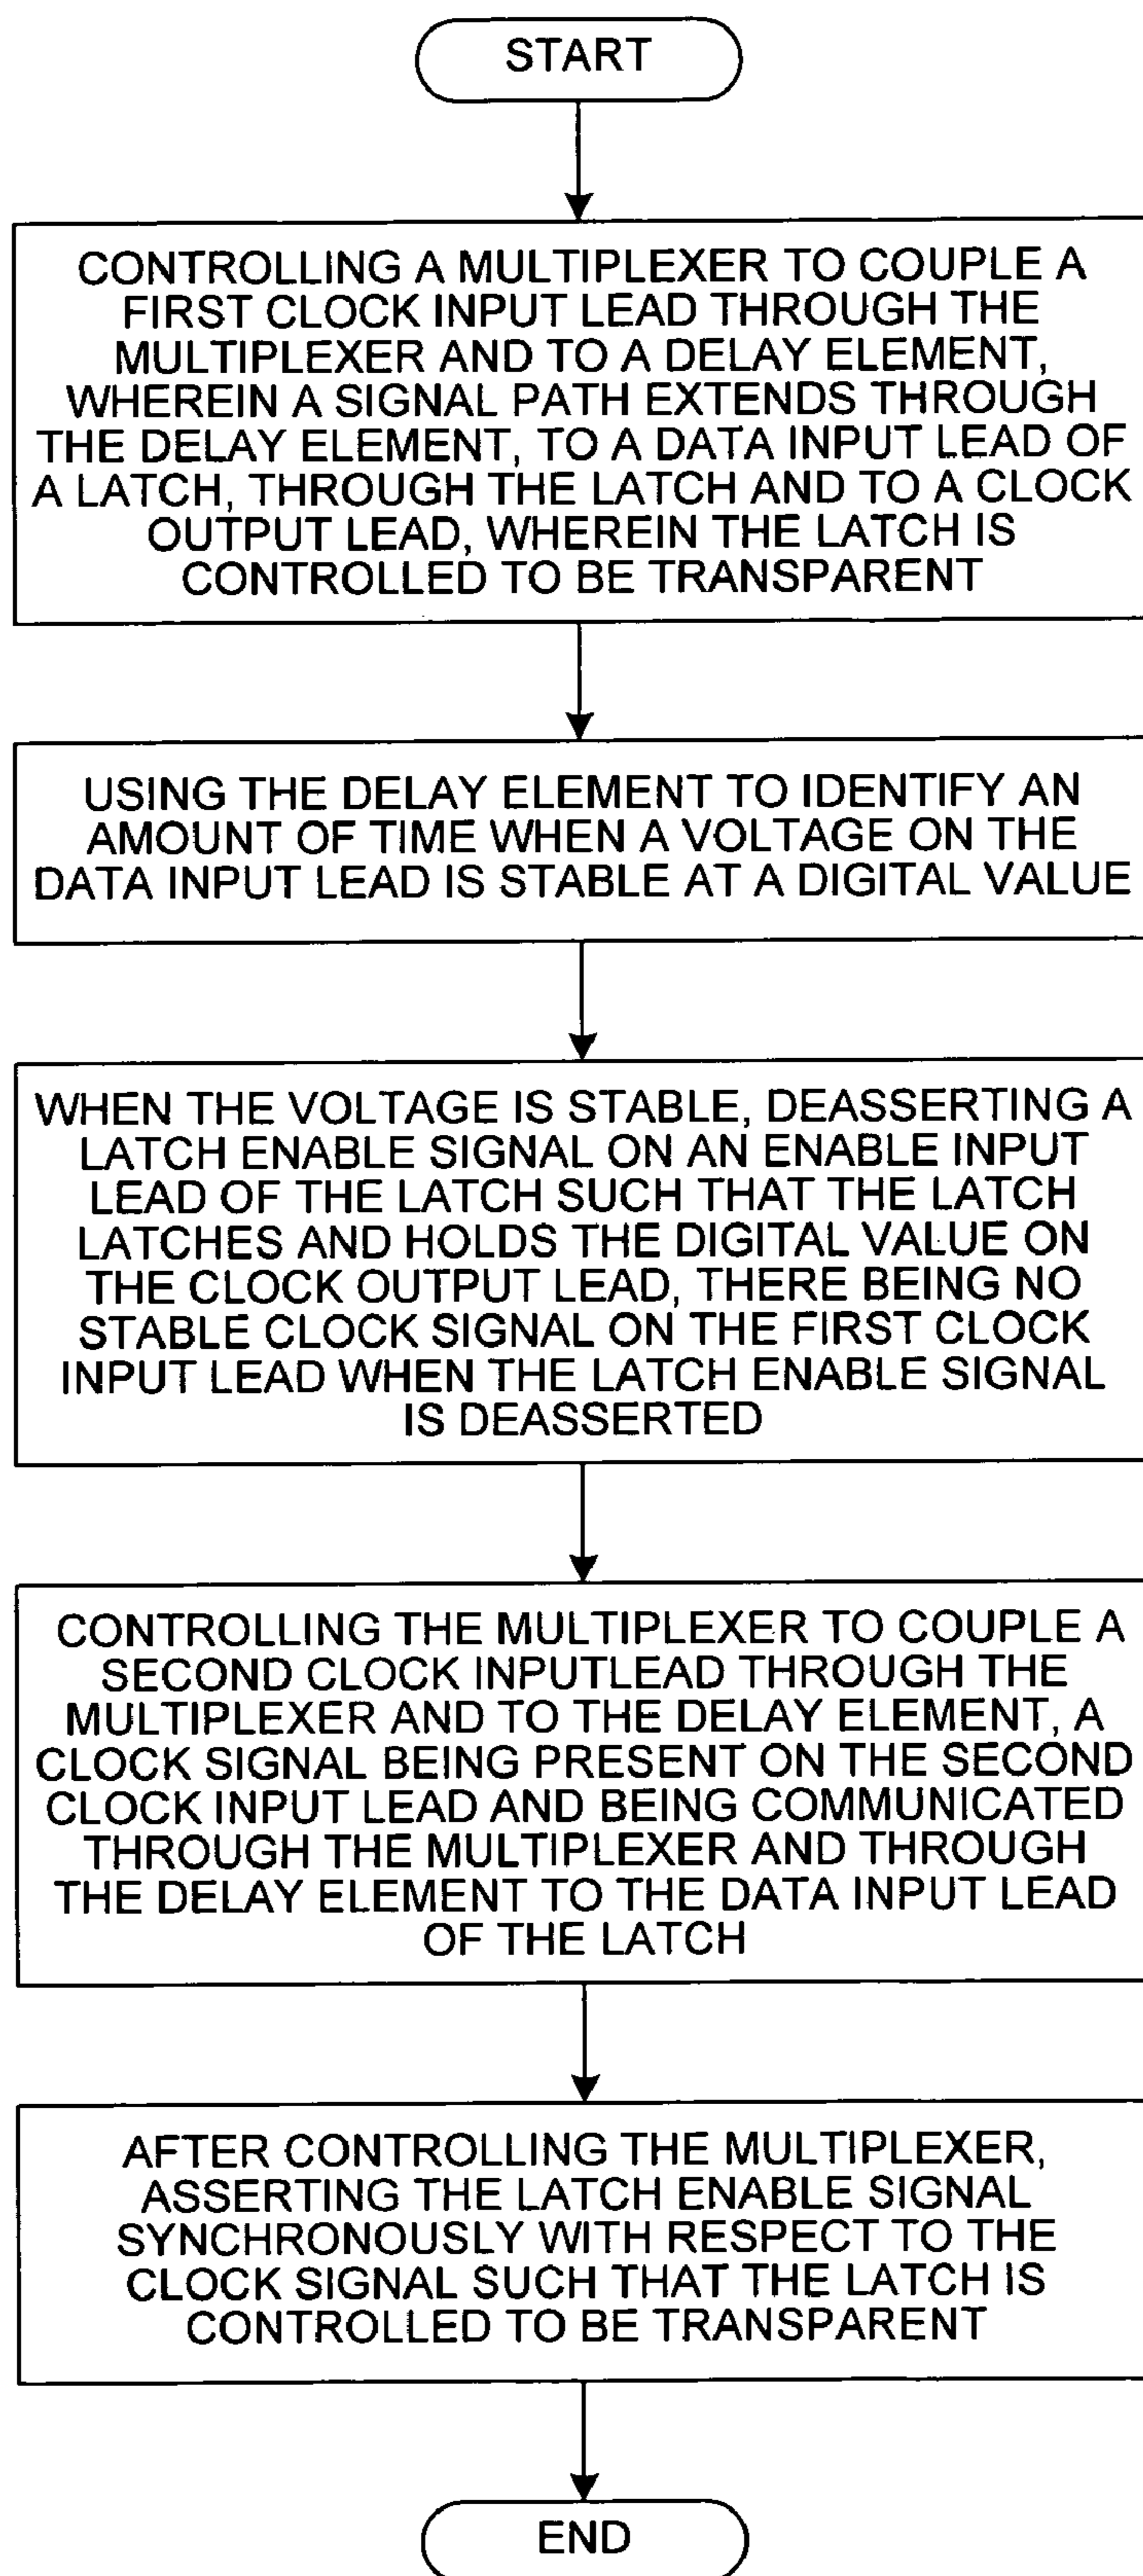 START
CONTROLLING A MULTIPLEXER TO COUPLE A
FIRST CLOCK INPUT LEAD THROUGH THE
MULTIPLEXER AND TO A DELAY ELEMENT,
WHEREIN A SIGNAL PATH EXTENDS THROUGH
THE DELAY ELEMENT, TO A DATA INPUT LEAD OF
A LATCH, THROUGH THE LATCH AND TO A CLOCK
OUTPUT LEAD, WHEREIN THE LATCH IS
CONTROLLED TO BE TRANSPARENT
USING THE DELAY ELEMENT TO IDENTIFY AN
AMOUNT OF TIME WHEN A VOLTAGE ON THE
DATA INPUT LEAD IS STABLE AT A DIGITAL VALUE
WHEN THE VOLTAGE IS STABLE, DEASSERTING A
LATCH ENABLE SIGNAL ON AN ENABLE INPUT
LEAD OF THE LATCH SUCH THAT THE LATCH
LATCHES AND HOLDS THE DIGITAL VALUE ON
THE CLOCK OUTPUT LEAD, THERE BEING NO
STABLE CLOCK SIGNAL ON THE FIRST CLOCK
INPUT LEAD WHEN THE LATCH ENABLE SIGNAL
IS DEASSERTED
CONTROLLING THE MULTIPLEXER TO COUPLE A
SECOND CLOCK INPUTLEAD THROUGH THE
MULTIPLEXER AND TO THE DELAY ELEMENT, A
CLOCK SIGNAL BEING PRESENT ON THE SECOND
CLOCK INPUT LEAD AND BEING COMMUNICATED
THROUGH THE MULTIPLEXER AND THROUGH
THE DELAY ELEMENT TO THE DATA INPUT LEAD
OF THE LATCH
AFTER CONTROLLING THE MULTIPLEXER,
ASSERTING THE LATCH ENABLE SIGNAL
SYNCHRONOUSLY WITH RESPECT TO THE
CLOCK SIGNAL SUCH THAT THE LATCH IS
CONTROLLED TO BE TRANSPARENT
END